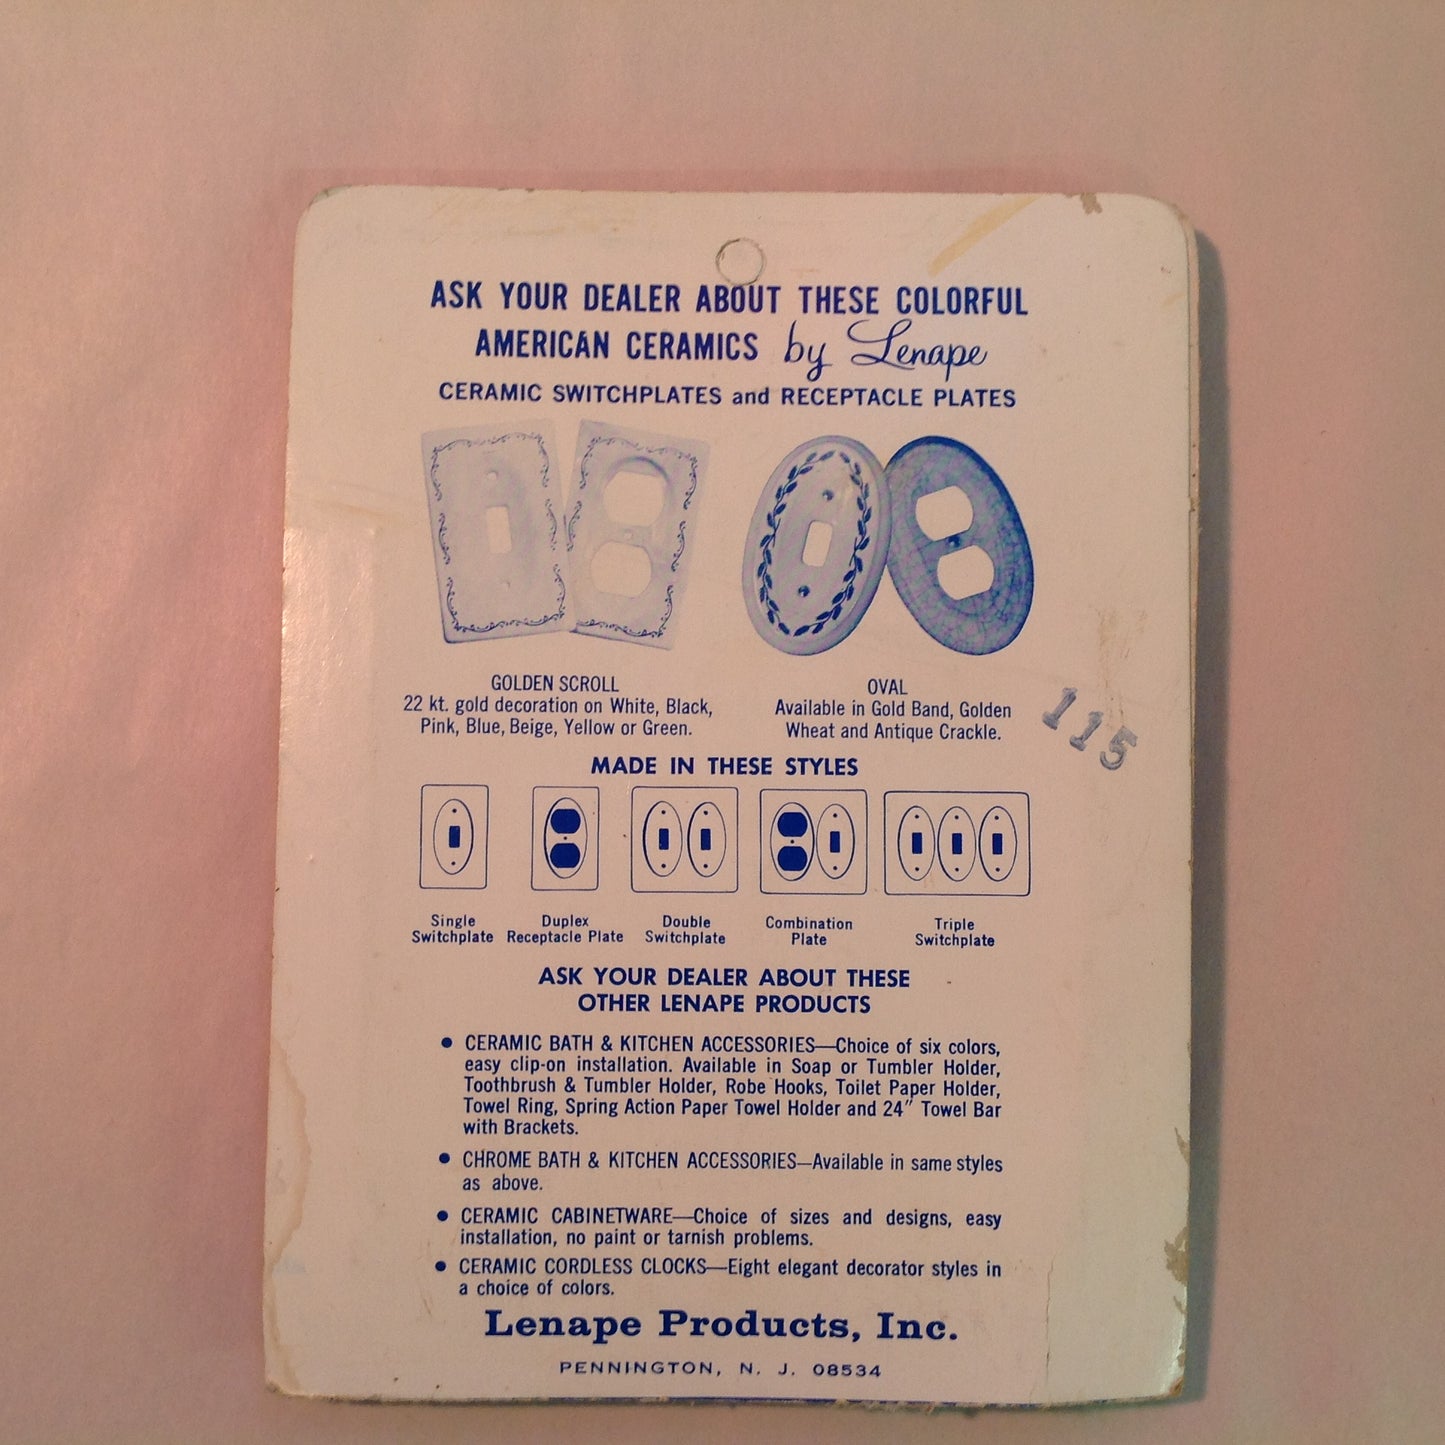 ASK YOUR DEALER ABOUT THESE COLORFUL
AMERICAN CERAMICS by Lenape
CERAMIC SWITCHPLATES and RECEPTACLE PLATES
GOLDEN SCROLL
22 kt. gold decoration on White, Black,
Pink, Blue, Beige, Yellow or Green.
OVAL
Available in Gold Band, Golden
Wheat and Antique Crackle.
115
MADE IN THESE STYLES
Single
Switchplate
Duplex
Receptacle Plate
Double
Switchplate
Combination
Plate
Triple
Switchplate
ASK YOUR DEALER ABOUT THESE
OTHER LENAPE PRODUCTS
● CERAMIC BATH & KITCHEN ACCESSORIES—Choice of six colors,
easy clip-on installation. Available in Soap or Tumbler Holder,
Toothbrush & Tumbler Holder, Robe Hooks, Toilet Paper Holder,
Towel Ring, Spring Action Paper Towel Holder and 24" Towel Bar
with Brackets.
● CHROME BATH & KITCHEN ACCESSORIES—Available in same styles
as above.
● CERAMIC CABINETWARE—Choice of sizes and designs, easy
installation, no paint or tarnish problems.
● CERAMIC CORDLESS CLOCKS—Eight elegant decorator styles in
a choice of colors.
Lenape Products, Inc.
PENNINGTON, N. J. 08534